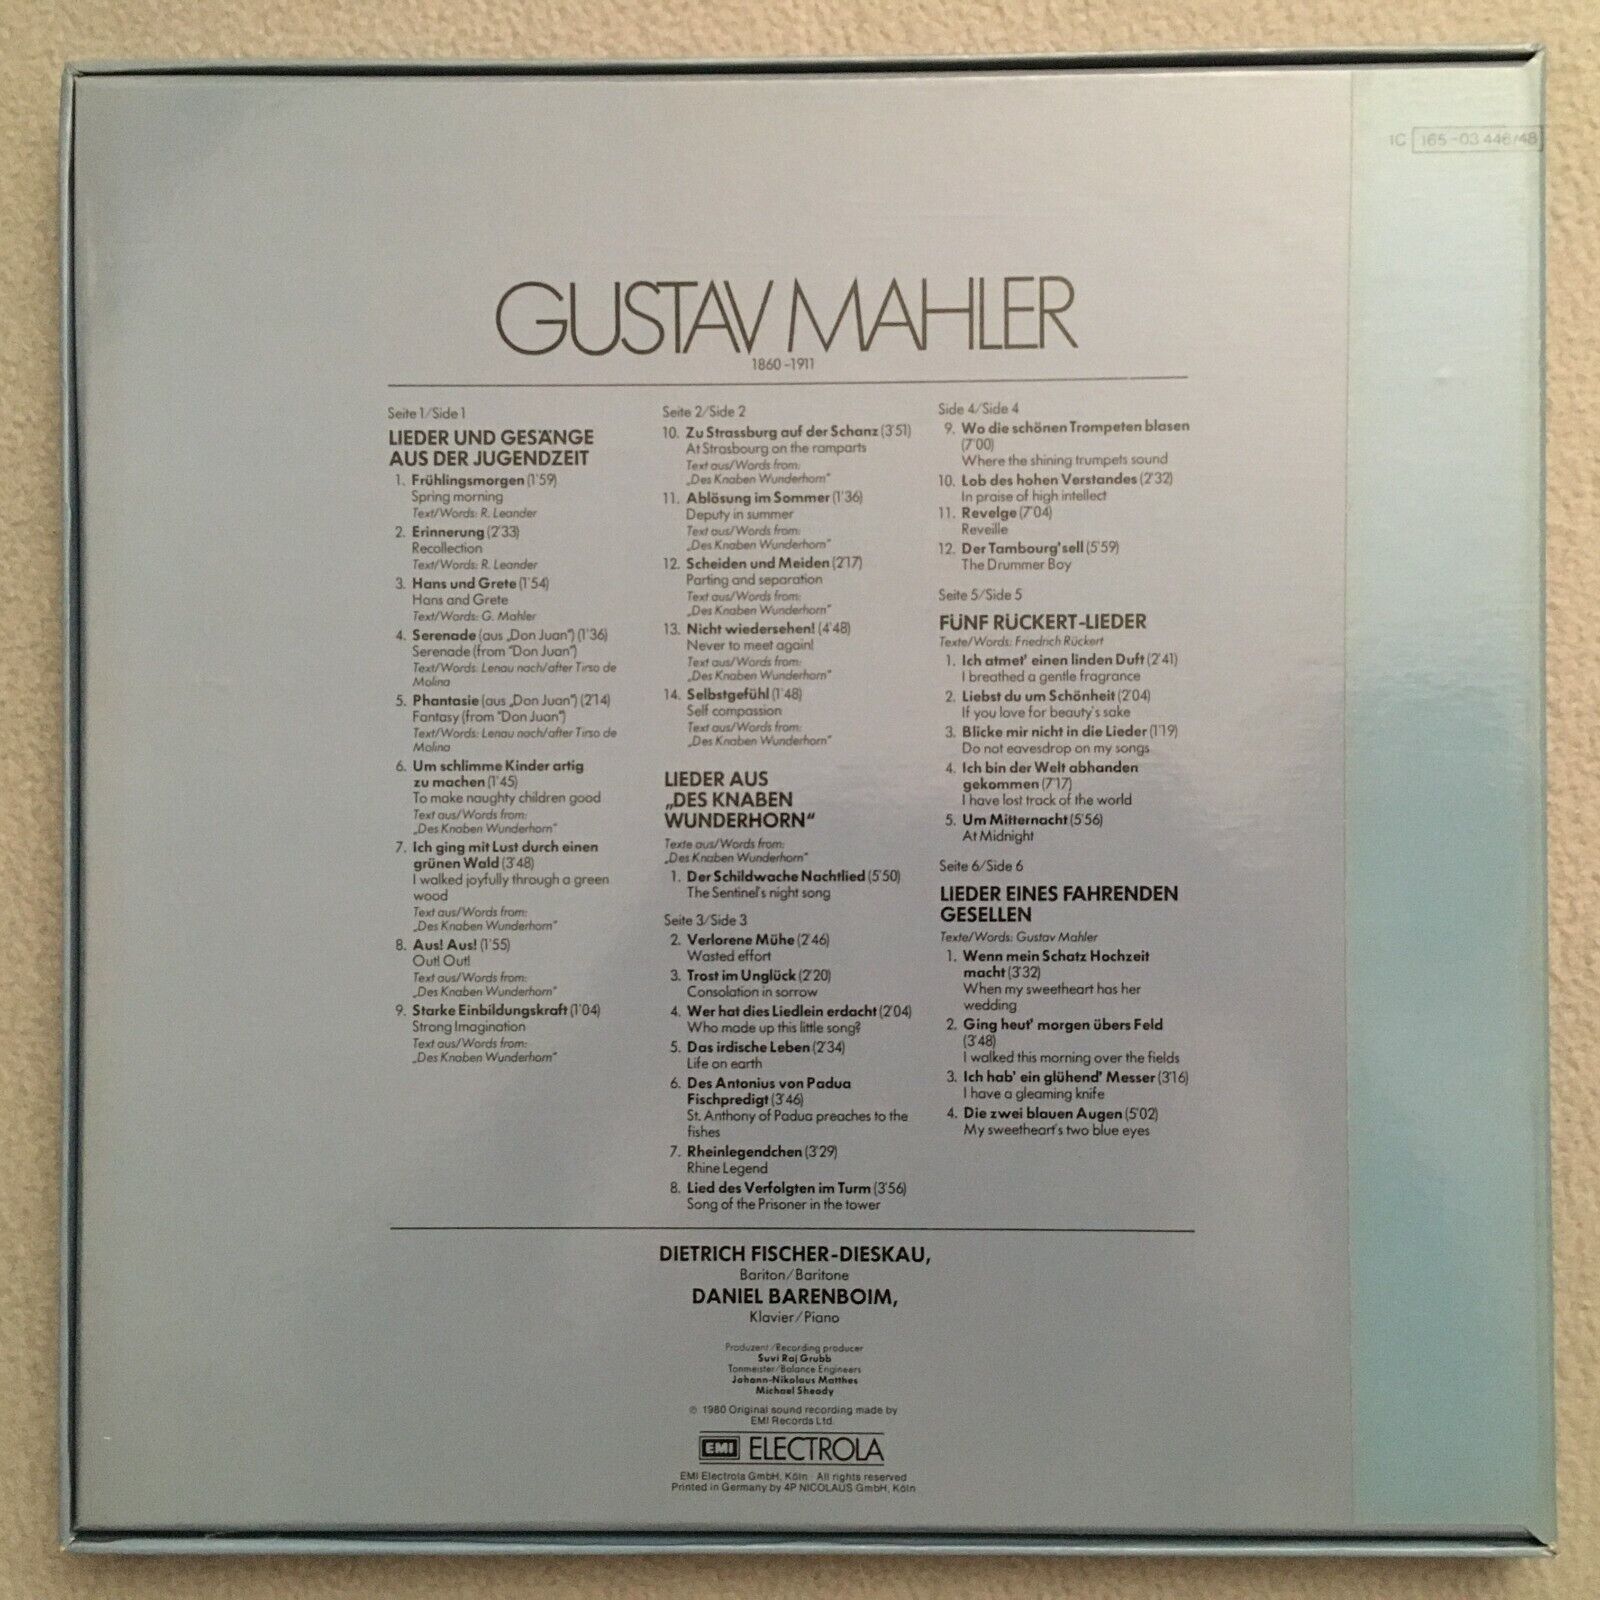 1C 165-03 446/48
GUSTAV MAHLER
1860-1911
Seite 1/Side 1
LIEDER UND GESÄNGE
AUS DER JUGENDZEIT
1. Frühlingsmorgen (1'59)
Spring morning
Text/Words: R. Leander
2. Erinnerung (2'33)
Recollection
Text/Words: R. Leander
3. Hans und Grete (1'54)
Hans and Grete
Text/Words: G. Mahler
4. Serenade (aus „Don Juan") (1'36)
Serenade (from "Don Juan")
Text/Words: Lenau nach/after Tirso de
Molina
5. Phantasie (aus „Don Juan") (2'14)
Fantasy (from "Don Juan")
Text/Words: Lenau nach/after Tirso de
Molina
6. Um schlimme Kinder artig
zu machen (1'45)
To make naughty children good
Text aus/Words from:
„Des Knaben Wunderhorn"
7. Ich ging mit Lust durch einen
grünen Wald (3'48)
I walked joyfully through a green
wood
Text aus/Words from:
„Des Knaben Wunderhorn"
8. Aus! Aus! (1'55)
Out! Out!
Text aus/Words from:
„Des Knaben Wunderhorn"
9. Starke Einbildungskraft (1'04)
Strong Imagination
Text aus/Words from:
„Des Knaben Wunderhorn"
Seite 2/Side 2
10. Zu Strassburg auf der Schanz (3'51)
At Strasbourg on the ramparts
Text aus/Words from:
„Des Knaben Wunderhorn"
11. Ablösung im Sommer (1'36)
Deputy in summer
Text aus/Words from:
„Des Knaben Wunderhorn"
12. Scheiden und Meiden (2'17)
Parting and separation
Text aus/Words from:
„Des Knaben Wunderhorn"
13. Nicht wiedersehen! (4'48)
Never to meet again!
Text aus/Words from:
„Des Knaben Wunderhorn"
14. Selbstgefühl (1'48)
Self compassion
Text aus/Words from:
„Des Knaben Wunderhorn"
LIEDER AUS
„DES KNABEN
WUNDERHORN"
Texte aus/Words from:
„Des Knaben Wunderhorn"
1. Der Schildwache Nachtlied (5'50)
The Sentinel's night song
Seite 3/Side 3
2. Verlorene Mühe (2'46)
Wasted effort
3. Trost im Unglück (2'20)
Consolation in sorrow
4. Wer hat dies Liedlein erdacht (2'04)
Who made up this little song?
5. Das irdische Leben (2'34)
Life on earth
6. Des Antonius von Padua
Fischpredigt (3'46)
St. Anthony of Padua preaches to the
fishes
7. Rheinlegendchen (3'29)
Rhine Legend
8. Lied des Verfolgten im Turm (3'56)
Song of the Prisoner in the tower
Side 4/Side 4
9. Wo die schönen Trompeten blasen
(7'00)
Where the shining trumpets sound
10. Lob des hohen Verstandes (2'32)
In praise of high intellect
11. Revelge (7'04)
Reveille
12. Der Tambourg'sell (5'59)
The Drummer Boy
Seite 5/Side 5
FÜNF RÜCKERT-LIEDER
Texte/Words: Friedrich Rückert
1. Ich atmet' einen linden Duft (2'41)
I breathed a gentle fragrance
2. Liebst du um Schönheit (2'04)
If you love for beauty's sake
3. Blicke mir nicht in die Lieder (1'19)
Do not eavesdrop on my songs
4. Ich bin der Welt abhanden
gekommen (7'17)
I have lost track of the world
5. Um Mitternacht (5'56)
At Midnight
Seite 6/Side 6
LIEDER EINES FAHRENDEN
GESELLEN
Texte/Words: Gustav Mahler
1. Wenn mein Schatz Hochzeit
macht (3'32)
When my sweetheart has her
wedding
2. Ging heut' morgen übers Feld
(3'48)
I walked this morning over the fields
3. Ich hab' ein glühend' Messer (3'16)
I have a gleaming knife
4. Die zwei blauen Augen (5'02)
My sweetheart's two blue eyes
DIETRICH FISCHER-DIESKAU,
Bariton/Baritone
DANIEL BARENBOIM,
Klavier/Piano
Produzent/Recording producer
Suvi Raj Grubb
Tonmeister/Balance Engineers
Johann-Nikolaus Matthes
Michael Sheady
℗ 1980 Original sound recording made by
EMI Records Ltd.
EMI ELECTROLA
EMI Electrola GmbH, Köln · All rights reserved
Printed in Germany by 4P NICOLAUS GmbH, Köln